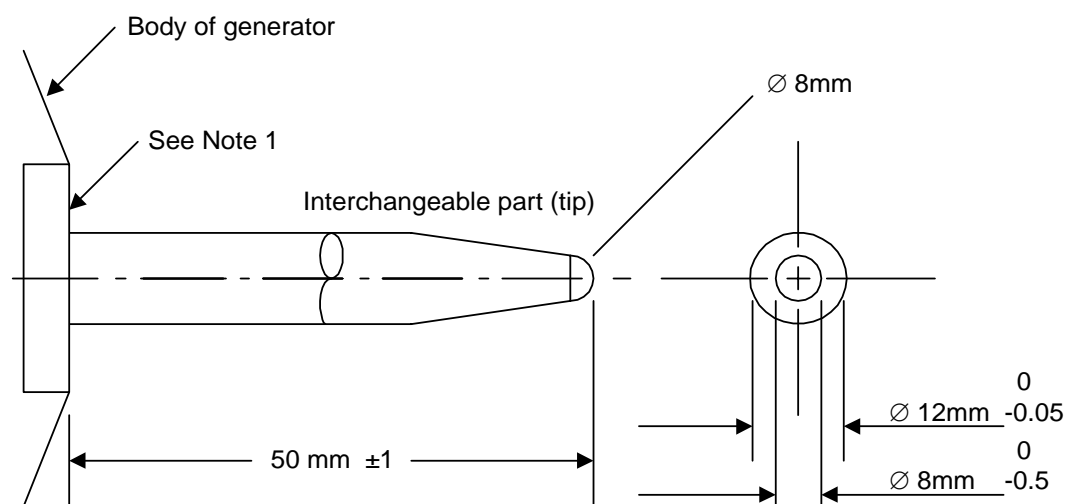 Body of generator
∅ 8mm
See Note 1
Interchangeable part (tip)
0
∅ 12mm -0.05
0
50 mm ±1
∅ 8mm -0.5